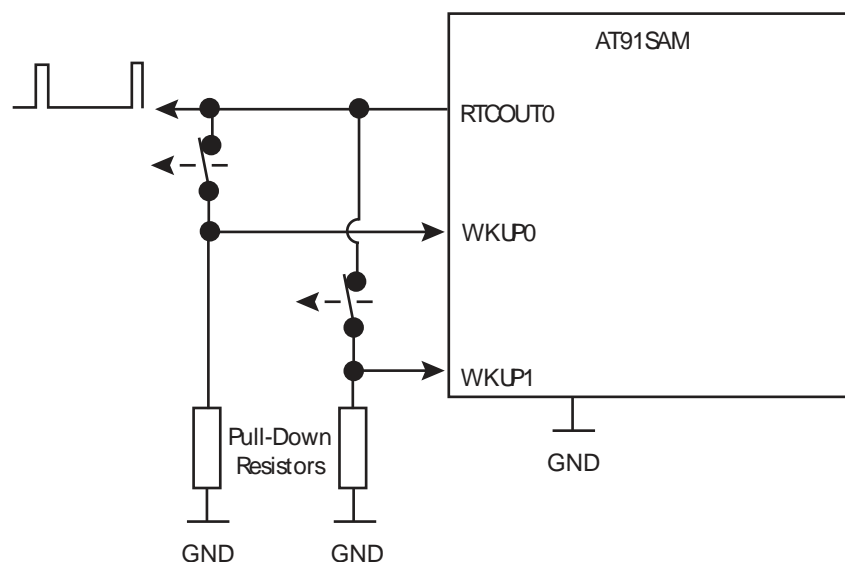 AT91SAM
RTCOUT0
WKUP0
WKUP1
Pull-Down
Resistors
GND
GND
GND